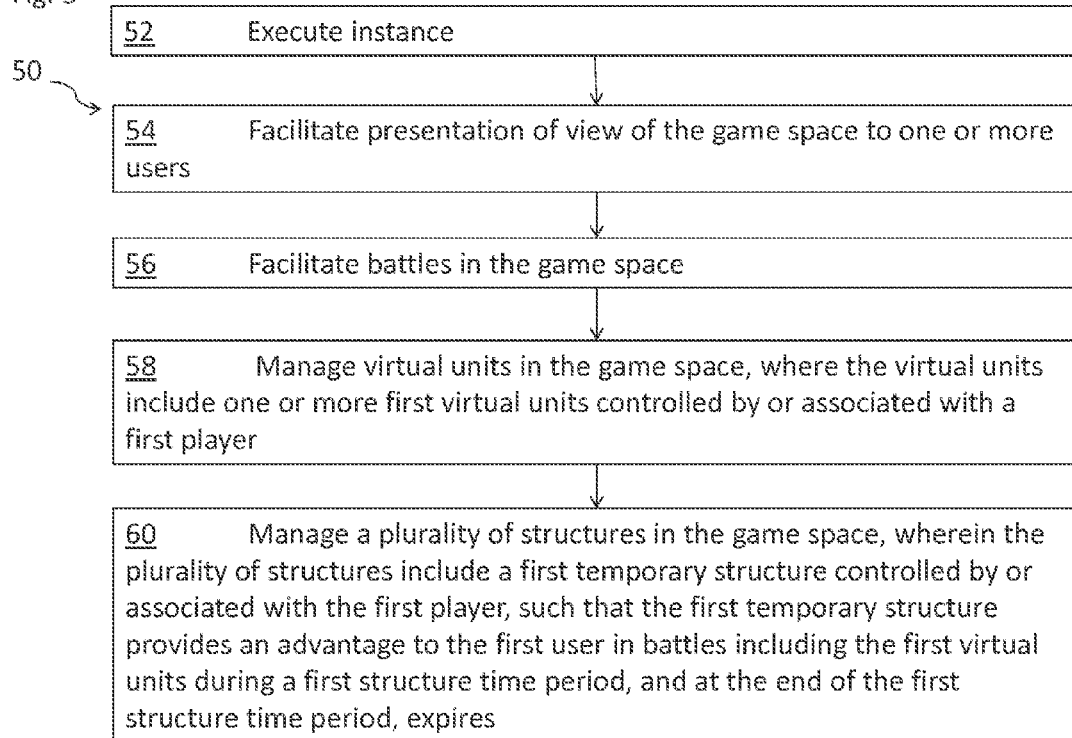 52 Execute instance
50
54 Facilitate presentation of view of the game space to one or more
users
56 Facilitate battles in the game space
58 Manage virtual units in the game space, where the virtual units
include one or more first virtual units controlled by or associated with a
first player
60 Manage a plurality of structures in the game space, wherein the
plurality of structures include a first temporary structure controlled by or
associated with the first player, such that the first temporary structure
provides an advantage to the first user in battles including the first virtual
units during a first structure time period, and at the end of the first
structure time period, expires